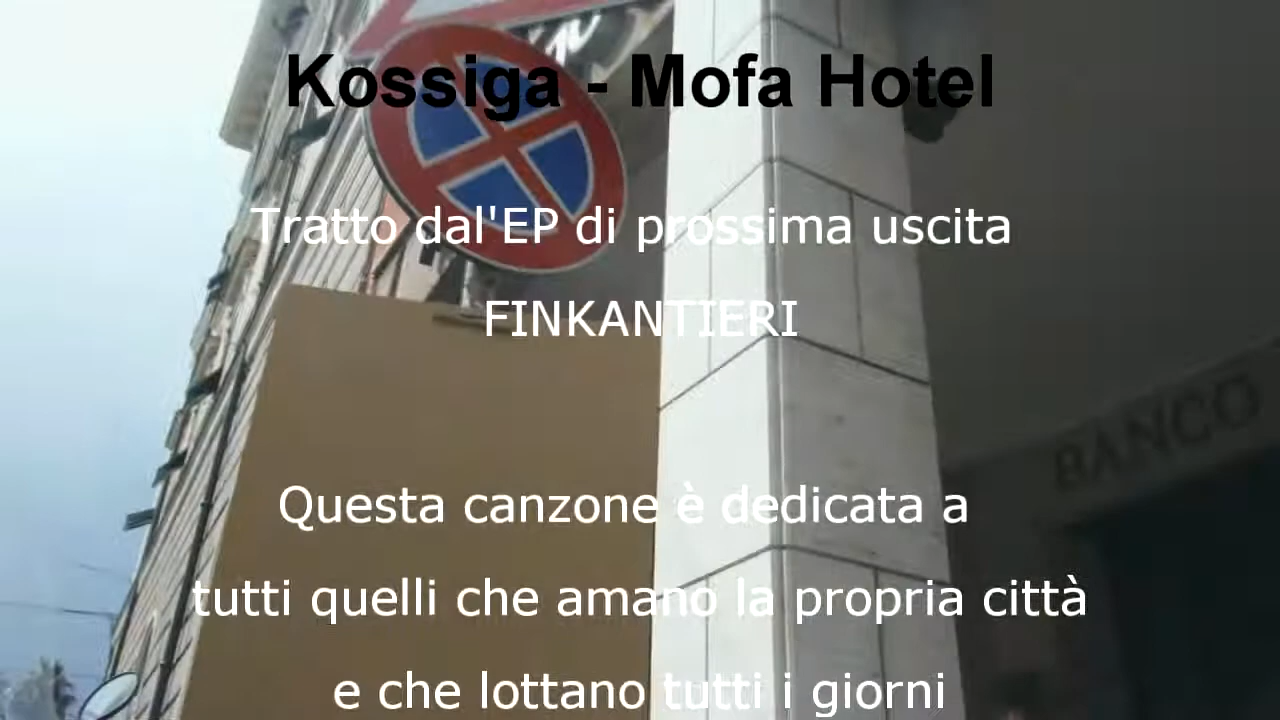 Kossiga - Mofa Hotel
Tratto dal'EP di prossima uscita
FINKANTIERI
BANCO
Questa canzone è dedicata a
tutti quelli che amano la propria città
e che lottano tutti i giorni